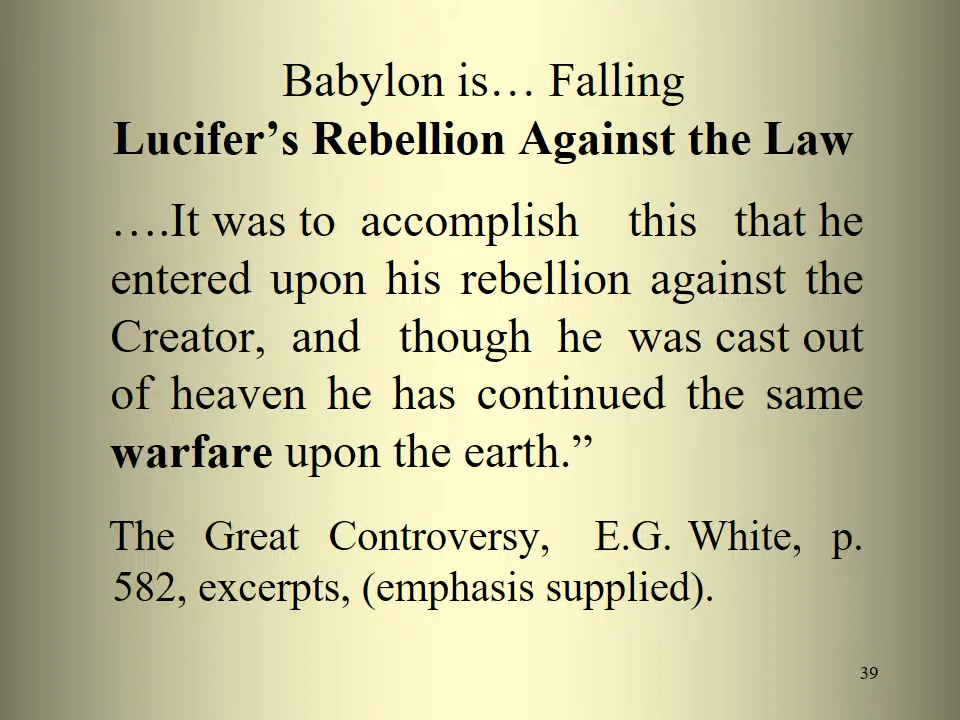 Babylon is… Falling
Lucifer’s Rebellion Against the Law
….It was to accomplish this that he
entered upon his rebellion against the
Creator, and though he was cast out
of heaven he has continued the same
warfare upon the earth.”
The Great Controversy, E.G. White, p.
582, excerpts, (emphasis supplied).
39